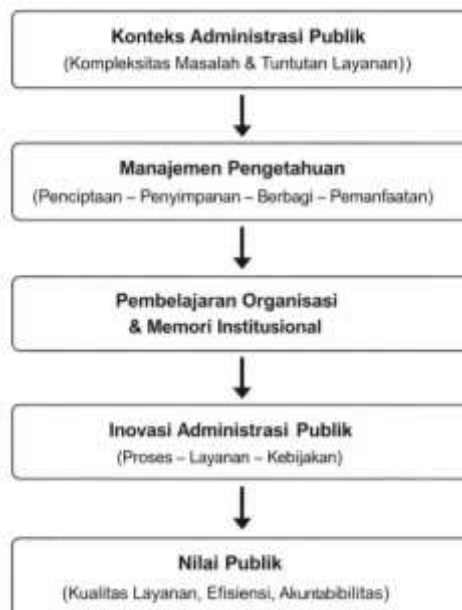 Konteks Administrasi Publik
(Kompleksitas Masalah & Tuntutan Layanan))
Manajemen Pengetahuan
(Penciptaan – Penyimpanan – Berbagi – Pemanfaatan)
Pembelajaran Organisasi
& Memori Institusional
Inovasi Administrasi Publik
(Proses – Layanan – Kebijakan)
Nilai Publik
(Kualitas Layanan, Efisiensi, Akuntabibilitas)